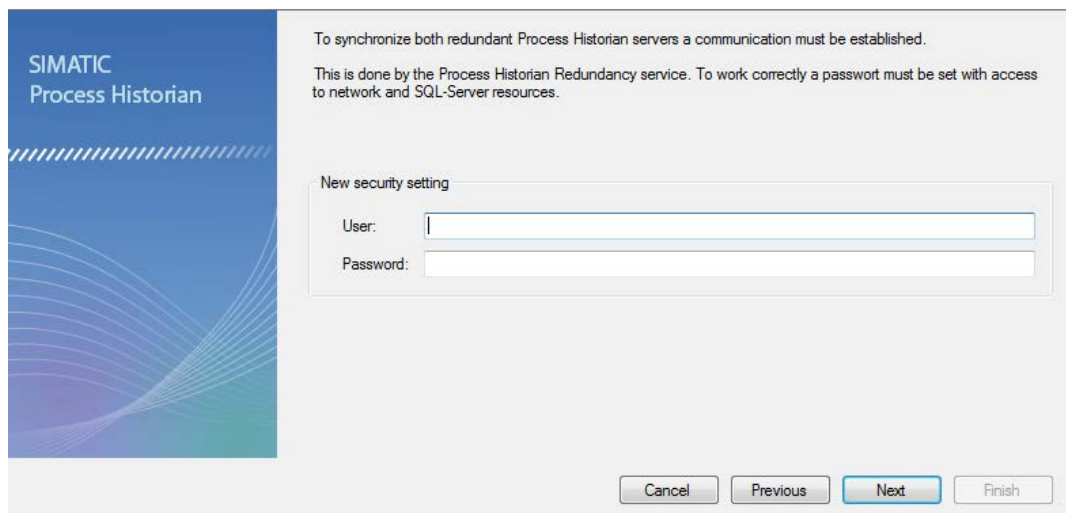 SIMATIC
Process Historian
To synchronize both redundant Process Historian servers a communication must be established.
This is done by the Process Historian Redundancy service. To work correctly a passwort must be set with access
to network and SQL-Server resources.
New security setting
User:
Password:
Cancel
Previous
Next
Finish